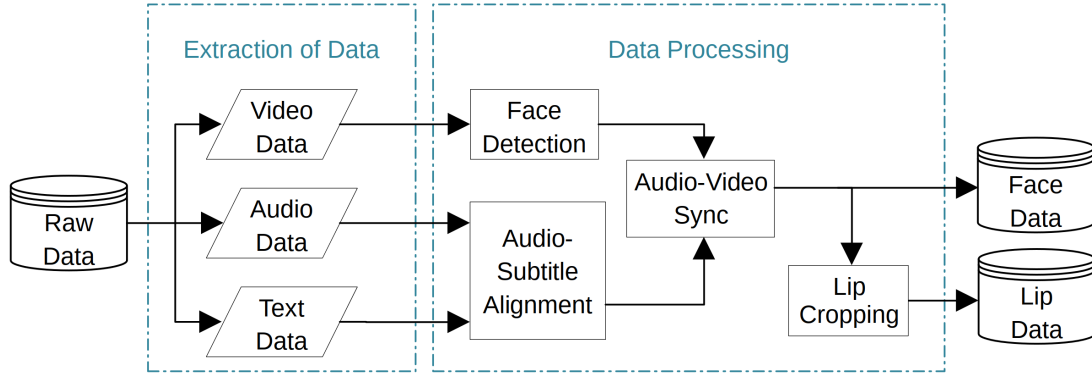 Extraction of Data
Data Processing
Raw
Data
Video
Data
Audio
Data
Text
Data
Face
Detection
Audio-
Subtitle
Alignment
Audio-Video
Sync
Lip
Cropping
Face
Data
Lip
Data